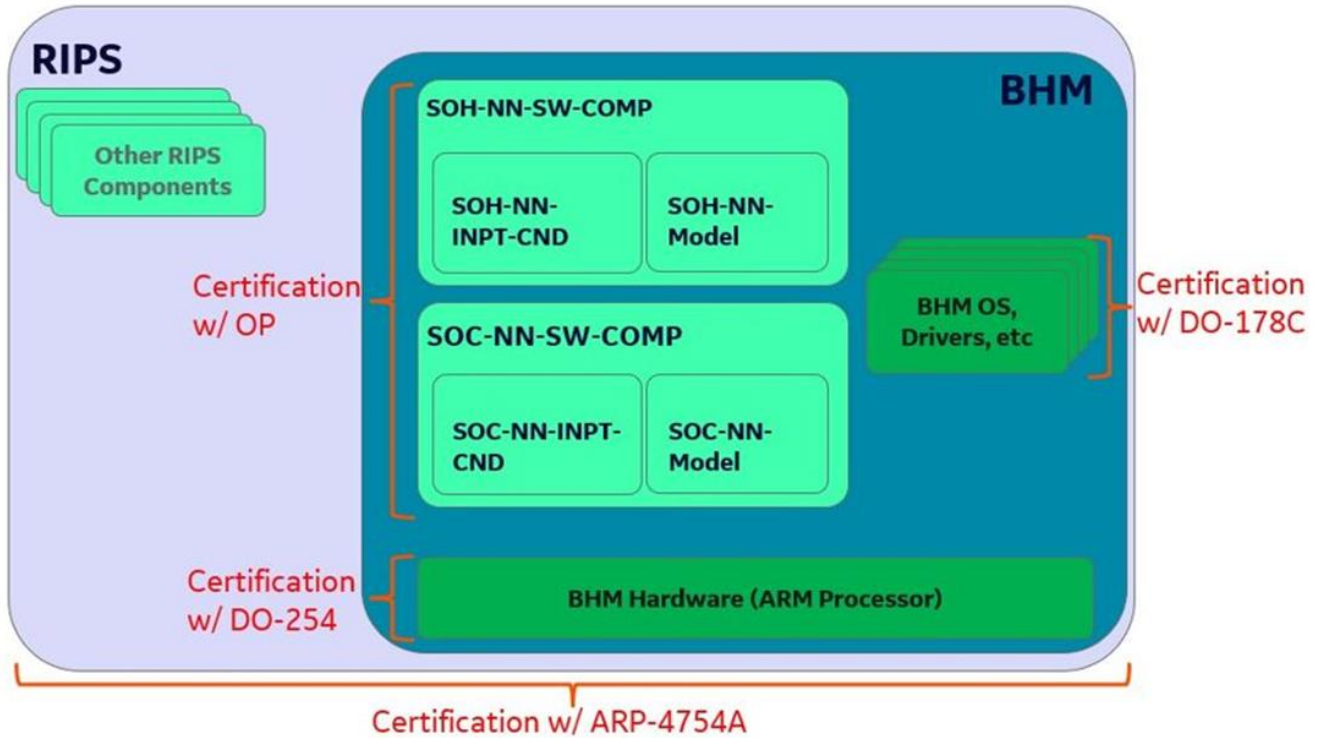 RIPS
BHM
Other RIPS
Components
SOH-NN-SW-COMP
SOH-NN-
INPT-CND
SOH-NN-
Model
Certification
w/ OP
BHM OS,
Drivers, etc
Certification
w/ DO-178C
SOC-NN-SW-COMP
SOC-NN-INPT-
CND
SOC-NN-
Model
Certification
w/ DO-254
BHM Hardware (ARM Processor)
Certification w/ ARP-4754A